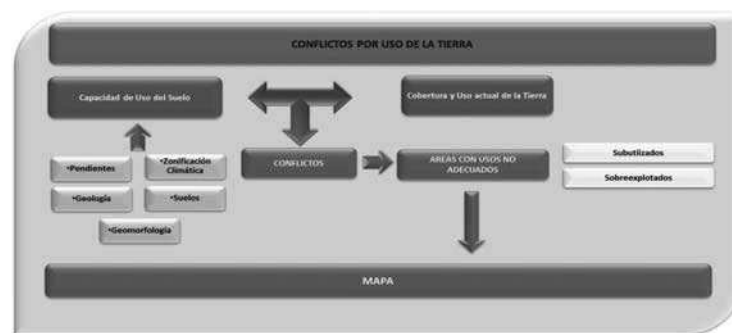 CONFLICTOS POR USO DE LA TIERRA
Capacidad de Uso del Suelo
Cobertura y Uso actual de la Tierra
•Pendientes
•Zonificación
Climática
•Geología
•Suelos
•Geomorfología
CONFLICTOS
AREAS CON USOS NO
ADECUADOS
Subutilizados
Sobreexplotados
MAPA